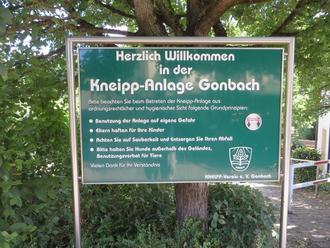 Herzlich Willkommen
in der
Kneipp-Anlage Gonbach
Bitte beachten Sie beim Betreten der Kneipp-Anlage aus
ordnungsrechtlicher und hygienischer Sicht folgende Grundprinzipien:
• Benutzung der Anlage auf eigene Gefahr
• Eltern haften für Ihre Kinder
• Achten Sie auf Sauberkeit und entsorgen Sie Ihren Abfall
• Bitte halten Sie Hunde außerhalb des Geländes,
Benutzungsverbot für Tiere
Vielen Dank für Ihr Verständnis
KNEIPP-Verein e. V. Gonbach